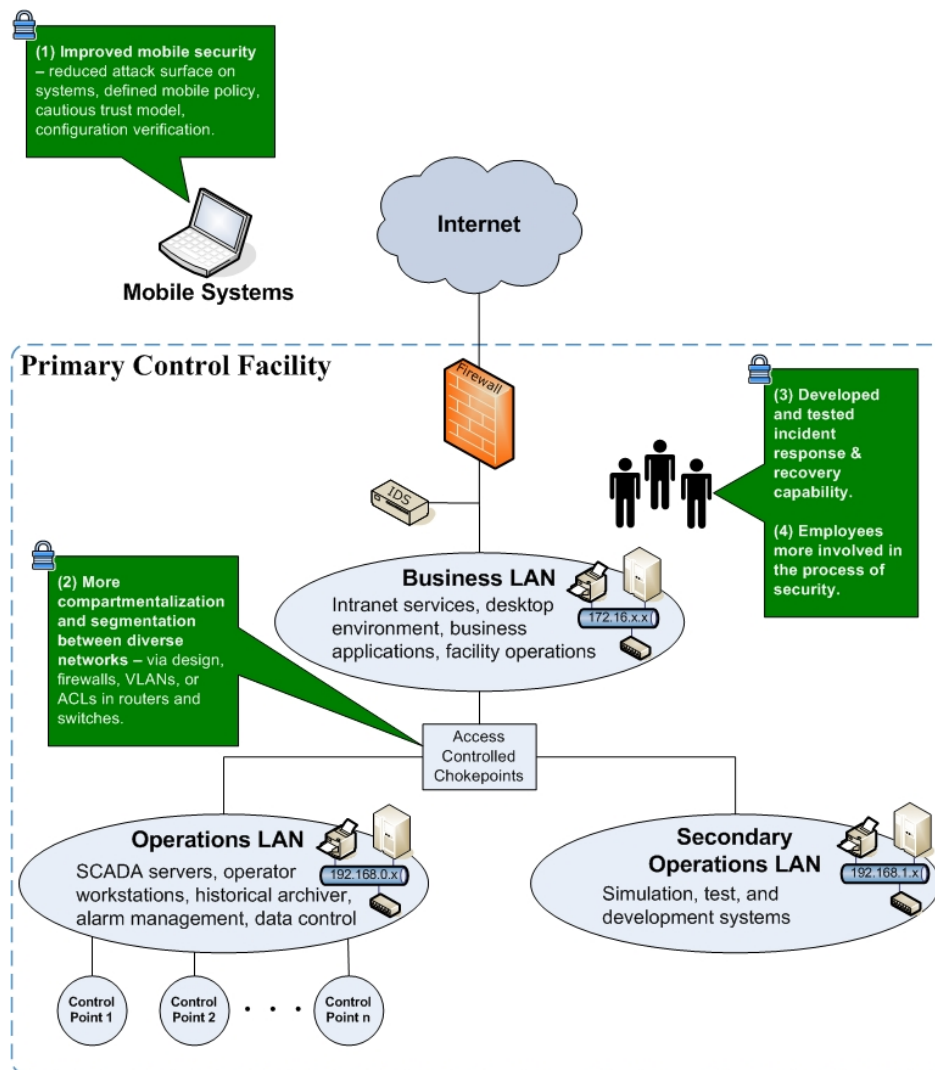 (1) Improved mobile security
– reduced attack surface on
systems, defined mobile policy,
cautious trust model,
configuration verification.
Mobile Systems
Internet
Primary Control Facility
Firewall
IDS
(3) Developed
and tested
incident
response &
recovery
capability.
(4) Employees
more involved in
the process of
security.
(2) More
compartmentalization
and segmentation
between diverse
networks – via design,
firewalls, VLANs, or
ACLs in routers and
switches.
Business LAN
Intranet services, desktop
environment, business
applications, facility operations
172.16.x.x
Access
Controlled
Chokepoints
Operations LAN
SCADA servers, operator
workstations, historical archiver,
alarm management, data control
192.168.0.x
Secondary
Operations LAN
Simulation, test, and
development systems
192.168.1.x
Control
Point 1
Control
Point 2
· · ·
Control
Point n